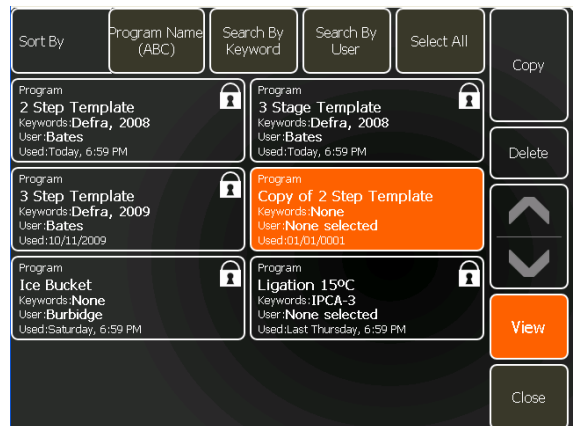 Sort By
Program Name
(ABC)
Search By
Keyword
Search By
User
Select All
Copy
Program
2 Step Template
Keywords:Defra, 2008
User:Bates
Used:Today, 6:59 PM
Program
3 Stage Template
Keywords:Defra, 2008
User:Bates
Used:Today, 6:59 PM
Delete
Program
3 Step Template
Keywords:Defra, 2009
User:Bates
Used:10/11/2009
Program
Copy of 2 Step Template
Keywords:None
User:None selected
Used:01/01/0001
Program
Ice Bucket
Keywords:None
User:Burbidge
Used:Saturday, 6:59 PM
Program
Ligation 15ºC
Keywords:IPCA-3
User:None selected
Used:Last Thursday, 6:59 PM
View
Close